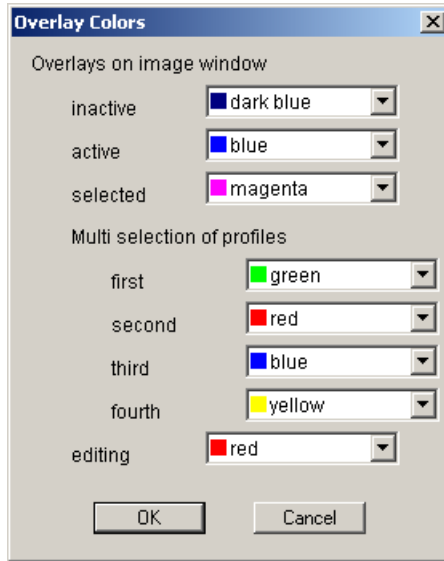 Overlay Colors
Overlays on image window
inactive dark blue
active blue
selected magenta
Multi selection of profiles
first green
second red
third blue
fourth yellow
editing red
OK Cancel